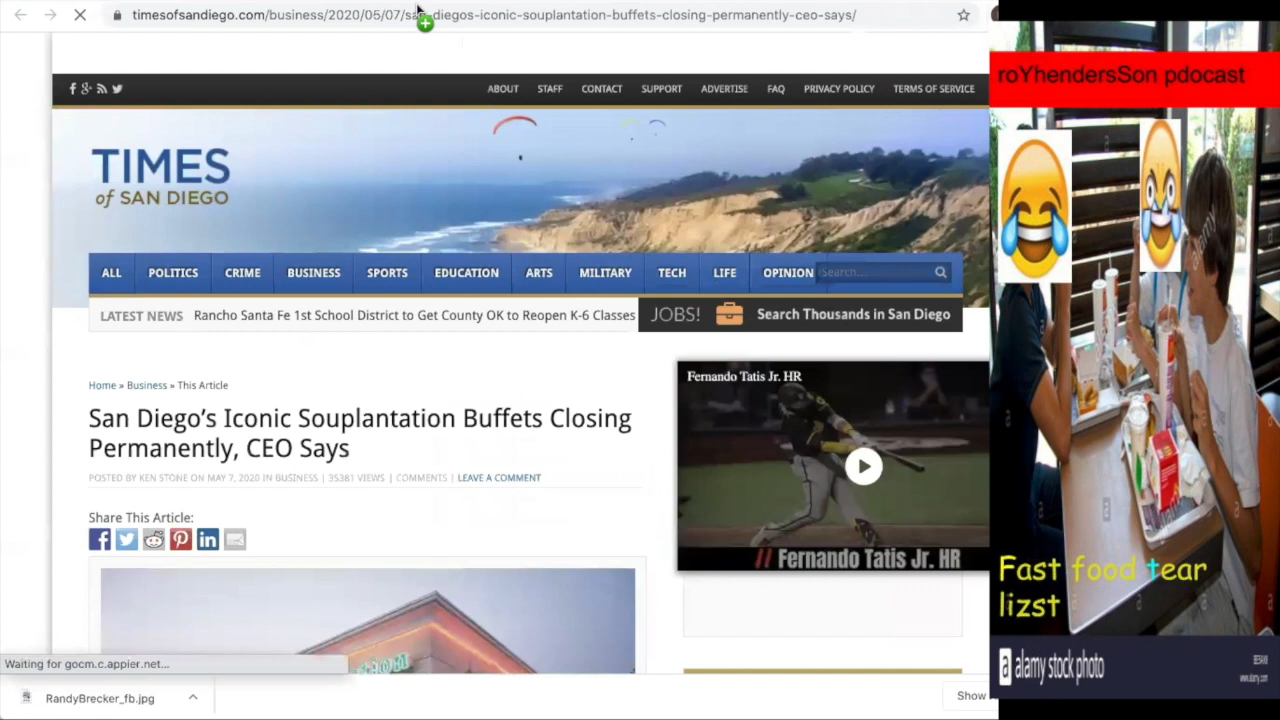 timesofsandiego.com/business/2020/05/07/san-diegos-iconic-souplantation-buffets-closing-permanently-ceo-says/
roYhendersSon pdocast
ABOUT STAFF CONTACT SUPPORT ADVERTISE FAQ PRIVACY POLICY TERMS OF SERVICE
TIMES
of SAN DIEGO
ALL POLITICS CRIME BUSINESS SPORTS EDUCATION ARTS MILITARY TECH LIFE OPINION Search...
LATEST NEWS Rancho Santa Fe 1st School District to Get County OK to Reopen K-6 Classes JOBS! Search Thousands in San Diego
Home » Business » This Article
San Diego’s Iconic Souplantation Buffets Closing
Permanently, CEO Says
POSTED BY KEN STONE ON MAY 7, 2020 IN BUSINESS | 35381 VIEWS | COMMENTS | LEAVE A COMMENT
Share This Article:
Fernando Tatis Jr. HR
// Fernando Tatis Jr. HR
Fast food tear
lizst
a alamy stock photo
www.alamy.com
Waiting for gocm.c.appier.net...
RandyBrecker_fb.jpg
Show